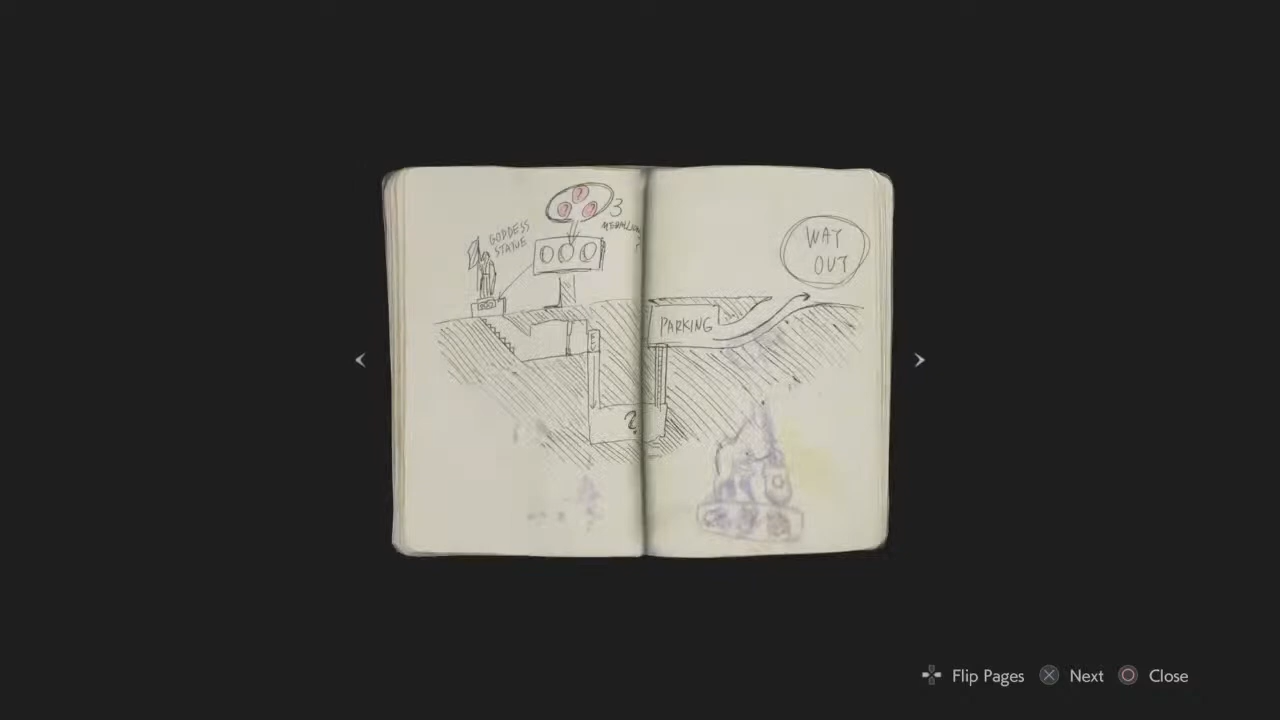 3
MEDALLIONS
?
GODDESS
STATUE
WAY
OUT
PARKING
?
Flip Pages
Next
Close